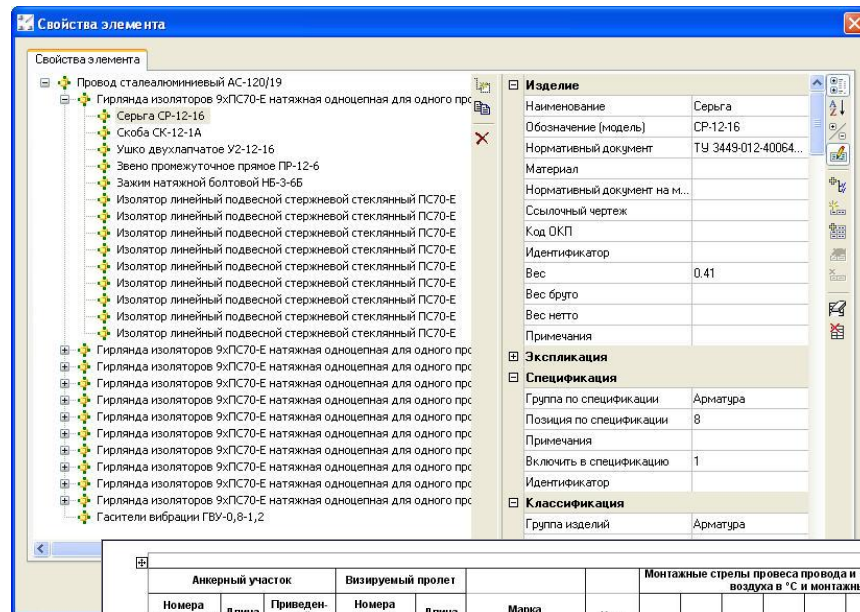 Свойства элемента
Свойства элемента
Провод сталеалюминиевый АС-120/19
Гирлянда изоляторов 9хПС70-Е натяжная одноцепная для одного про
Серьга СР-12-16
Скоба СК-12-1А
Ушко двухлапчатое У2-12-16
Звено промежуточное прямое ПР-12-6
Зажим натяжной болтовой НБ-3-6Б
Изолятор линейный подвесной стержневой стеклянный ПС70-Е
Изолятор линейный подвесной стержневой стеклянный ПС70-Е
Изолятор линейный подвесной стержневой стеклянный ПС70-Е
Изолятор линейный подвесной стержневой стеклянный ПС70-Е
Изолятор линейный подвесной стержневой стеклянный ПС70-Е
Изолятор линейный подвесной стержневой стеклянный ПС70-Е
Изолятор линейный подвесной стержневой стеклянный ПС70-Е
Изолятор линейный подвесной стержневой стеклянный ПС70-Е
Изолятор линейный подвесной стержневой стеклянный ПС70-Е
Гирлянда изоляторов 9хПС70-Е натяжная одноцепная для одного про
Гирлянда изоляторов 9хПС70-Е натяжная одноцепная для одного про
Гирлянда изоляторов 9хПС70-Е натяжная одноцепная для одного про
Гирлянда изоляторов 9хПС70-Е натяжная одноцепная для одного про
Гирлянда изоляторов 9хПС70-Е натяжная одноцепная для одного про
Гирлянда изоляторов 9хПС70-Е натяжная одноцепная для одного про
Гирлянда изоляторов 9хПС70-Е натяжная одноцепная для одного про
Гирлянда изоляторов 9хПС70-Е натяжная одноцепная для одного про
Гирлянда изоляторов 9хПС70-Е натяжная одноцепная для одного про
Гирлянда изоляторов 9хПС70-Е натяжная одноцепная для одного про
Гасители вибрации ГВУ-0,8-1,2
Изделие
Наименование Серьга
Обозначение (модель) СР-12-16
Нормативный документ ТУ 3449-012-40064...
Материал
Нормативный документ на м...
Ссылочный чертеж
Код ОКП
Идентификатор
Вес 0.41
Вес бруто
Вес нетто
Примечания
Экспликация
Спецификация
Группа по спецификации Арматура
Позиция по спецификации 8
Примечания
Включить в спецификацию 1
Идентификатор
Классификация
Группа изделий Арматура
Анкерный участок Визируемый пролет Монтажные стрелы провеса провода и
воздуха в °С и монтажны
Номера Длина Приведен- Номера Длина Марка